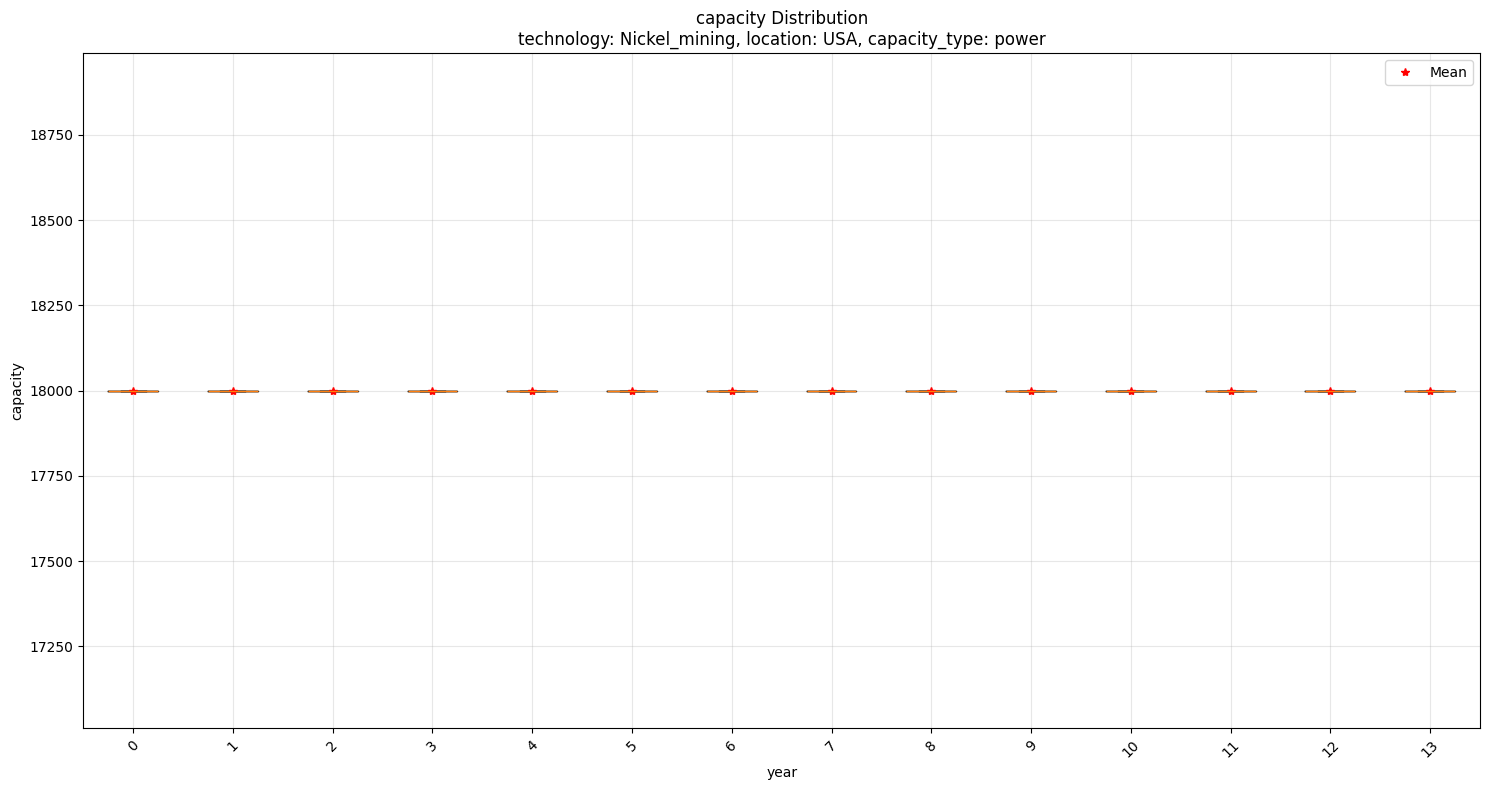 capacity Distribution
technology: Nickel_mining, location: USA, capacity_type: power
Mean
18750
18500
18250
18000
17750
17500
17250
capacity
0 1 2 3 4 5 6 7 8 9 10 11 12 13
year